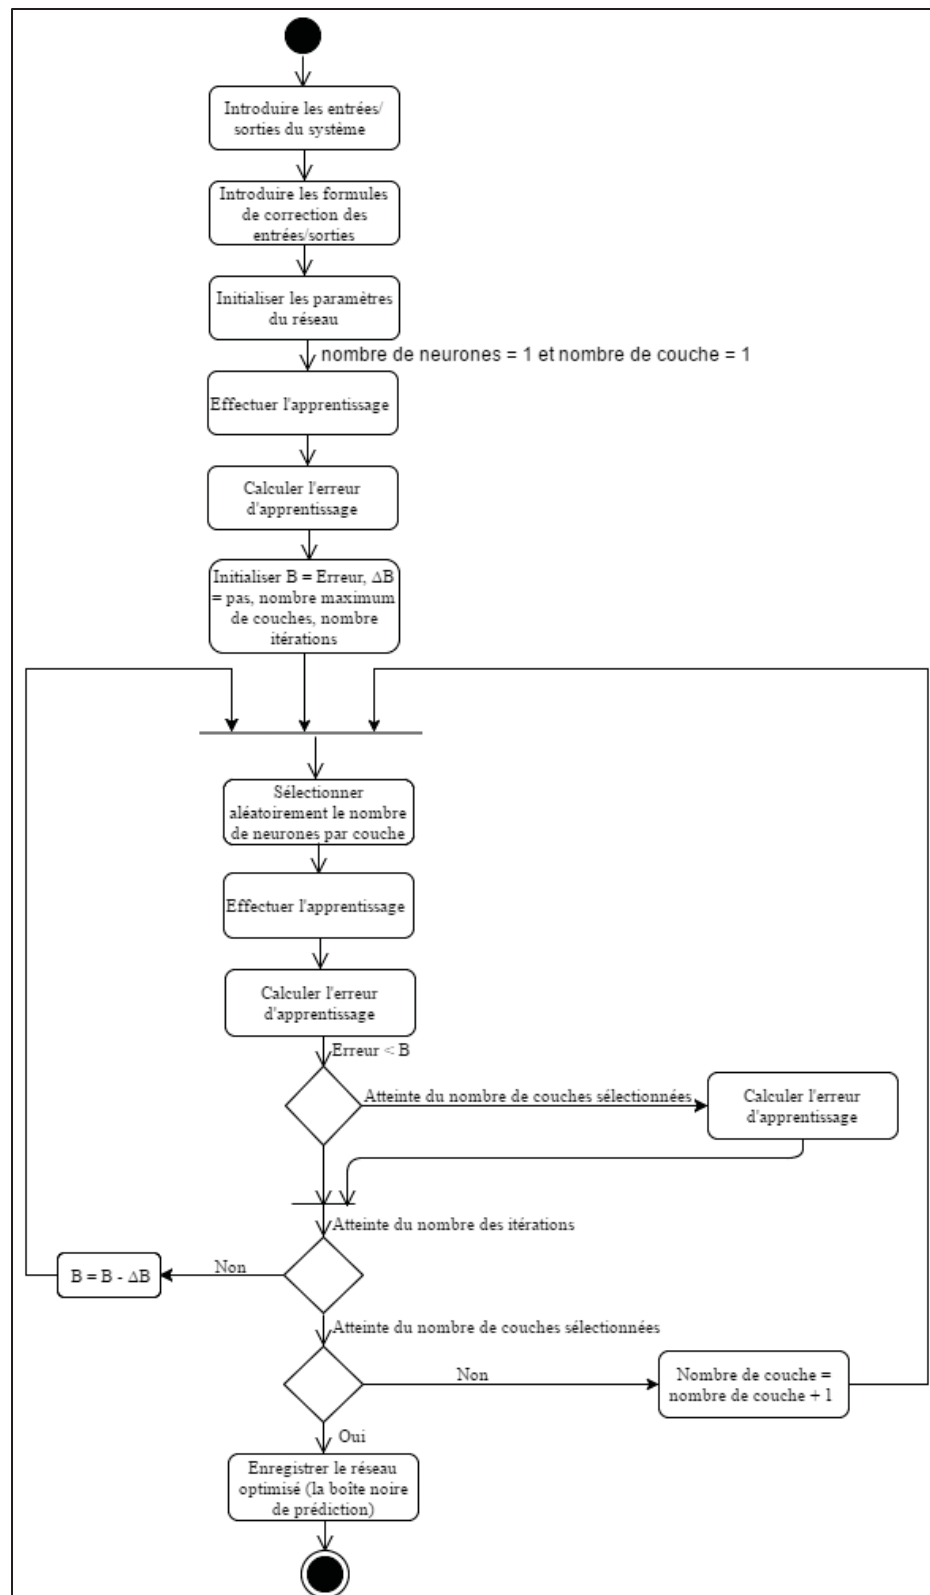 Introduire les entrées/
sorties du système
Introduire les formules
de correction des
entrées/sorties
Initialiser les paramètres
du réseau
nombre de neurones = 1 et nombre de couche = 1
Effectuer l'apprentissage
Calculer l'erreur
d'apprentissage
Initialiser B = Erreur, ΔB
= pas, nombre maximum
de couches, nombre
itérations
Sélectionner
aléatoirement le nombre
de neurones par couche
Effectuer l'apprentissage
Calculer l'erreur
d'apprentissage
Erreur < B
Atteinte du nombre de couches sélectionnées
Calculer l'erreur
d'apprentissage
Atteinte du nombre des itérations
Non
B = B - ΔB
Atteinte du nombre de couches sélectionnées
Non
Nombre de couche =
nombre de couche + 1
Oui
Enregistrer le réseau
optimisé (la boîte noire
de prédiction)